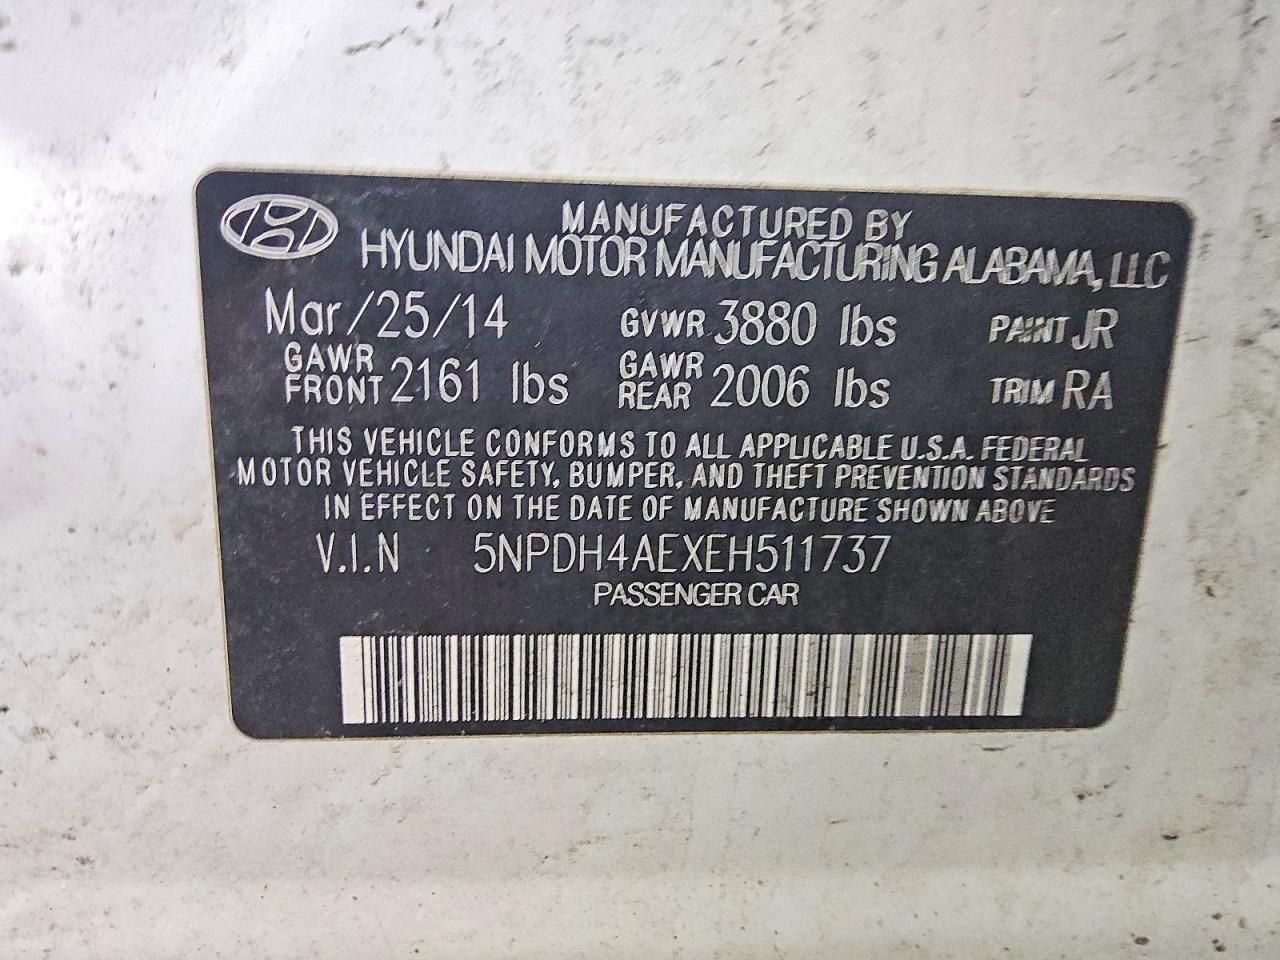 MANUFACTURED BY
HYUNDAI MOTOR MANUFACTURING ALABAMA, LLC
Mar/25/14 GVWR 3880 lbs PAINT JR
GAWR FRONT 2161 lbs GAWR REAR 2006 lbs TRIM RA
THIS VEHICLE CONFORMS TO ALL APPLICABLE U.S.A. FEDERAL
MOTOR VEHICLE SAFETY, BUMPER, AND THEFT PREVENTION STANDARDS
IN EFFECT ON THE DATE OF MANUFACTURE SHOWN ABOVE
V.I.N 5NPDH4AEXEH511737
PASSENGER CAR